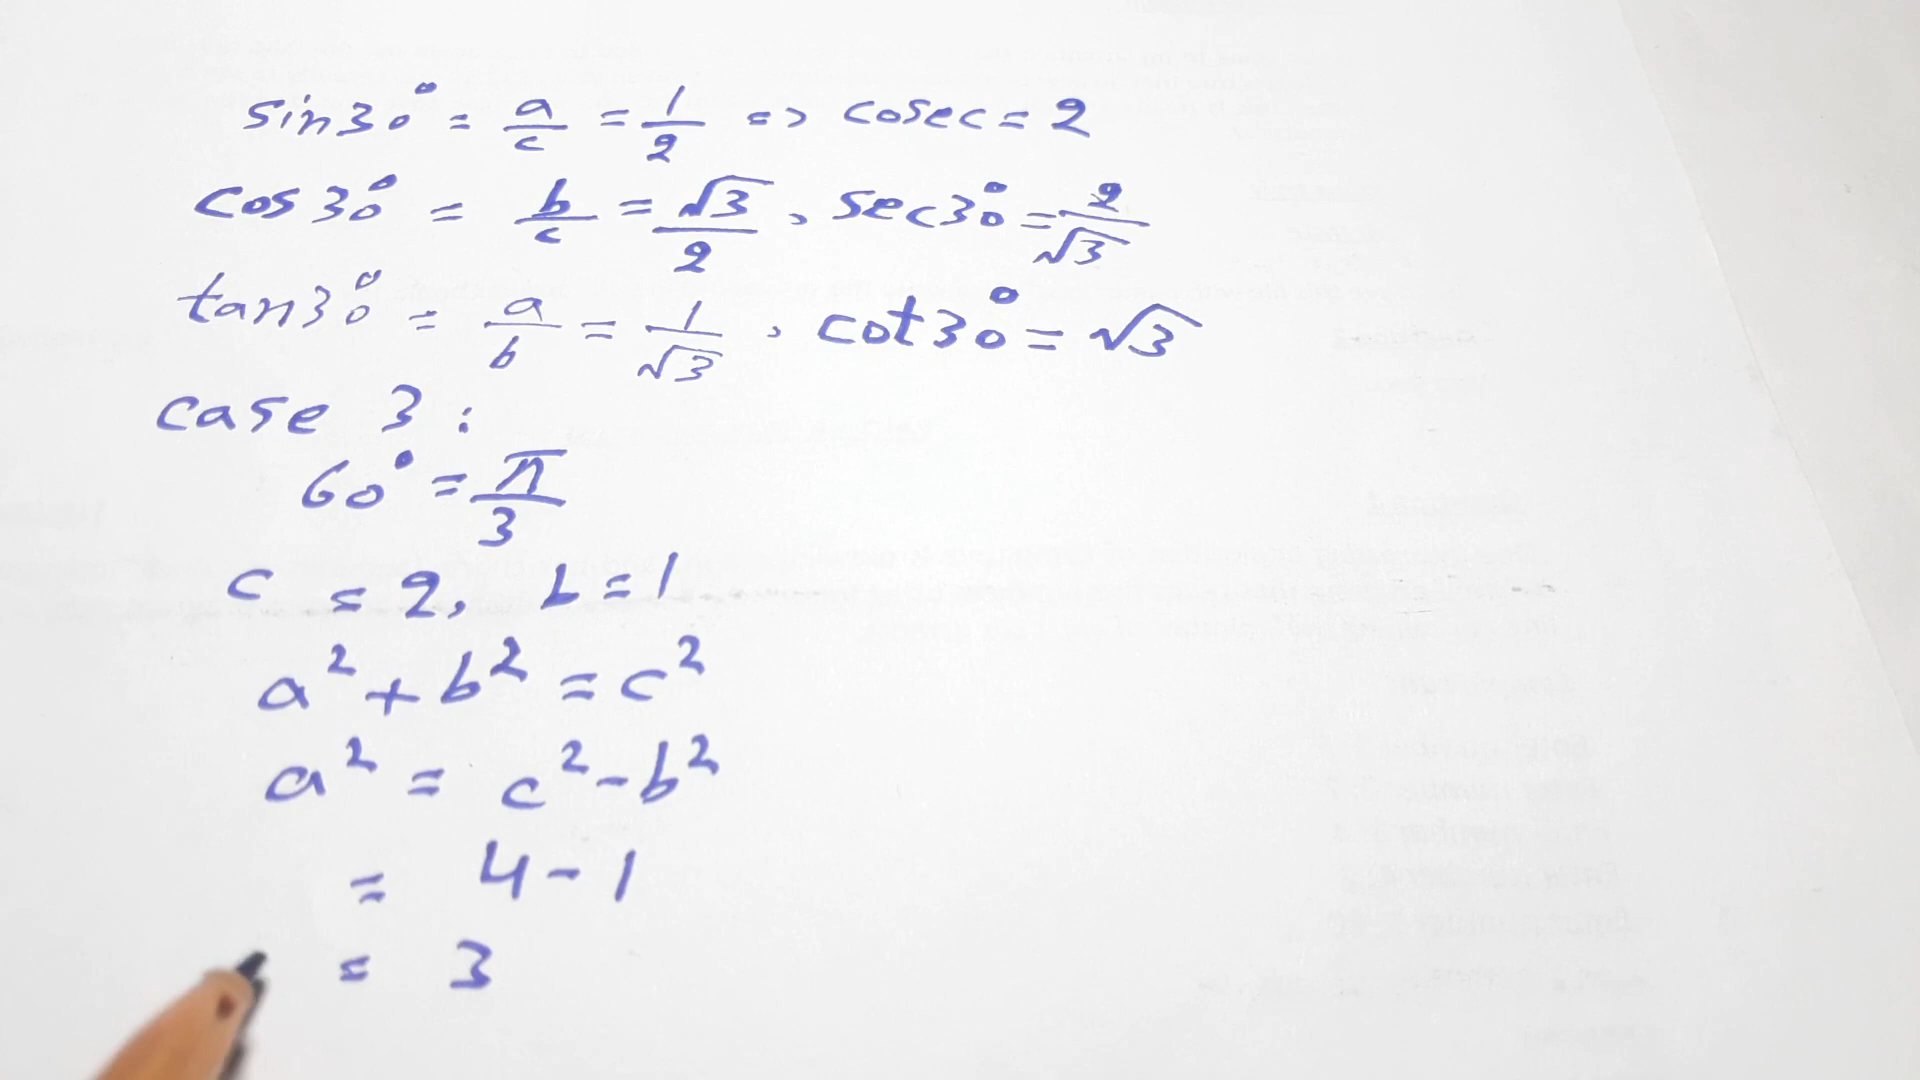 sin30° = a/c = 1/2 => cosec = 2
cos30° = b/c = √3/2, sec30° = 2/√3
tan30° = a/b = 1/√3, cot30° = √3
case 3:
60° = π/3
c = 2, b = 1
a² + b² = c²
a² = c² - b²
= 4 - 1
= 3